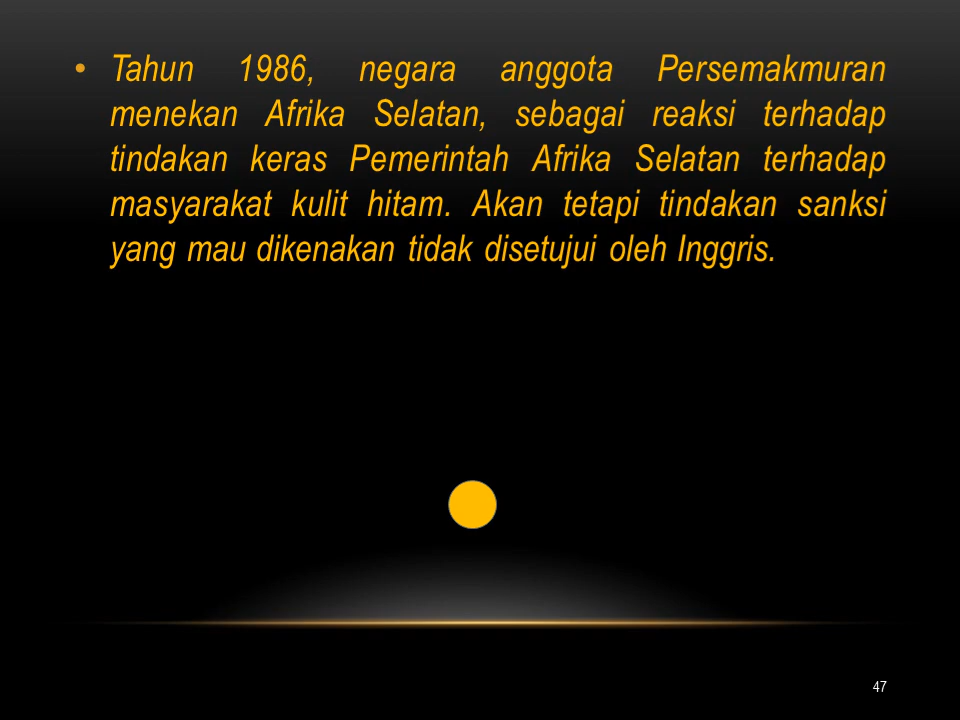 • Tahun 1986, negara anggota Persemakmuran
menekan Afrika Selatan, sebagai reaksi terhadap
tindakan keras Pemerintah Afrika Selatan terhadap
masyarakat kulit hitam. Akan tetapi tindakan sanksi
yang mau dikenakan tidak disetujui oleh Inggris.
47